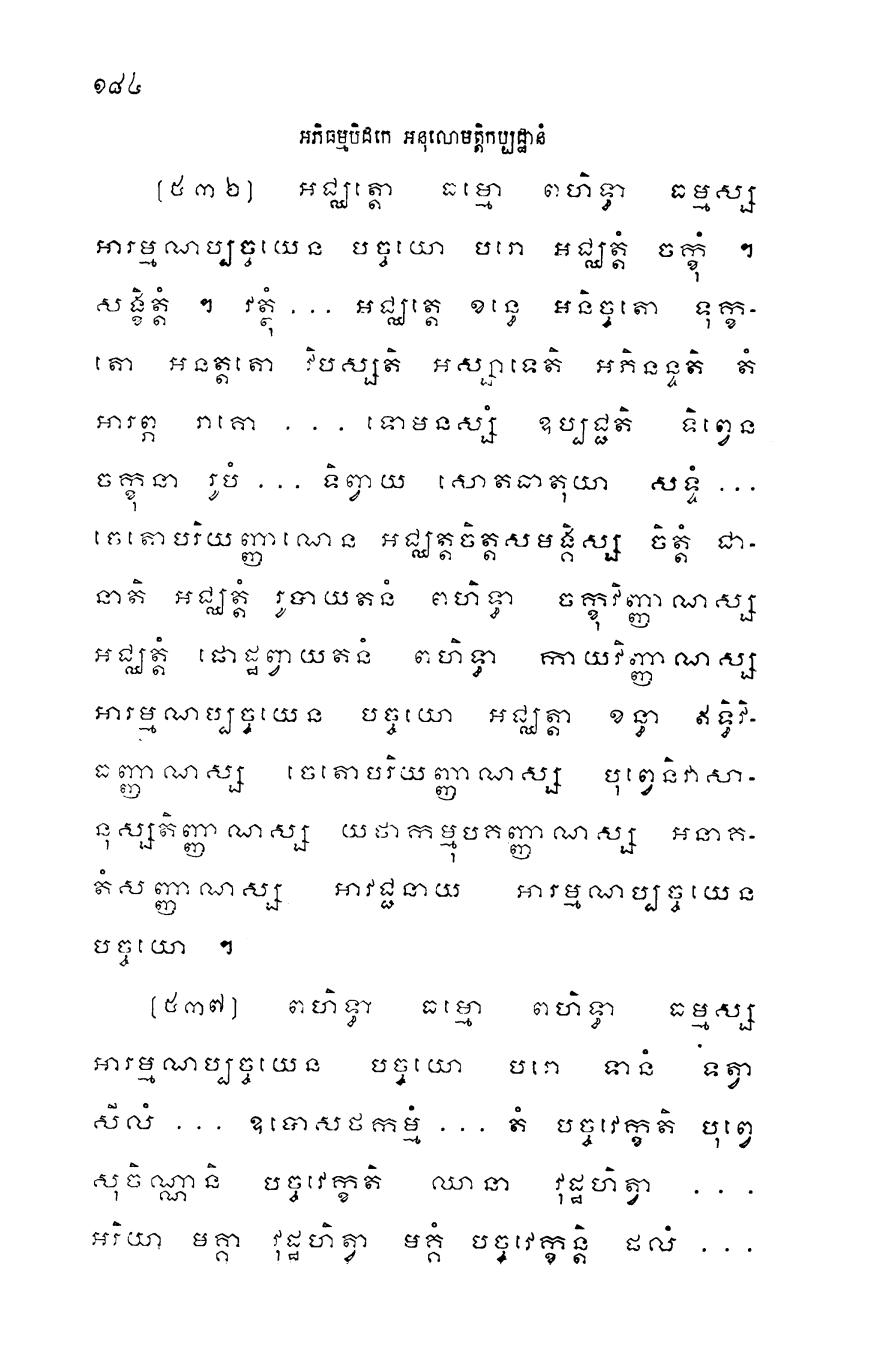 ១៨៤
អភិធម្មបិដកេ អនុលោមត្តិកប្បដ្ឋានំ
[៥៣៦] អជ្ឈត្តោ ធម្មោ ពហិទ្ធា ធម្មស្ស
អារម្មណប្បច្ចយេន បច្ចយោ បរោ អជ្ឈត្តំ ចក្ខុំ ។
សង្ខិត្តំ ។ វត្ថុំ ... អជ្ឈត្តេ ខន្ធេ អនិច្ចតោ ទុក្ខ-
តោ អនត្តតោ វិបស្សតិ អស្សាទេតិ អភិនន្ទតិ តំ
អារព្ភ រាគោ ... ទោមនស្សំ ឧប្បជ្ជតិ ទិព្វេន
ចក្ខុនា រូបំ ... ទិព្វាយ សោតធាតុយា សទ្ទំ ...
ចេតោបរិយញ្ញាណេន អជ្ឈត្តចិត្តសមង្គិស្ស ចិត្តំ ជា-
នាតិ អជ្ឈត្តំ រូបាយតនំ ពហិទ្ធា ចក្ខុវិញ្ញាណស្ស
អជ្ឈត្តំ ផោដ្ឋព្វាយតនំ ពហិទ្ធា កាយវិញ្ញាណស្ស
អារម្មណប្បច្ចយេន បច្ចយោ អជ្ឈត្តា ខន្ធា ឥទ្ធិវិ-
ធញ្ញាណស្ស ចេតោបរិយញ្ញាណស្ស បុព្វេនិវាសា-
នុស្សតិញ្ញាណស្ស យថាកម្មុបគញ្ញាណស្ស អនាគ-
តំសញ្ញាណស្ស អាវជ្ជនាយ អារម្មណប្បច្ចយេន
បច្ចយោ ។
[៥៣៧] ពហិទ្ធា ធម្មោ ពហិទ្ធា ធម្មស្ស
អារម្មណប្បច្ចយេន បច្ចយោ បរោ ទានំ ទត្វា
សីលំ ... ឧបោសថកម្មំ ... តំ បច្ចវេក្ខតិ បុព្វេ
សុចិណ្ណានិ បច្ចវេក្ខតិ ឈានា វុដ្ឋហិត្វា ...
អរិយា មគ្គា វុដ្ឋហិត្វា មគ្គំ បច្ចវេក្ខន្តិ ផលំ ...